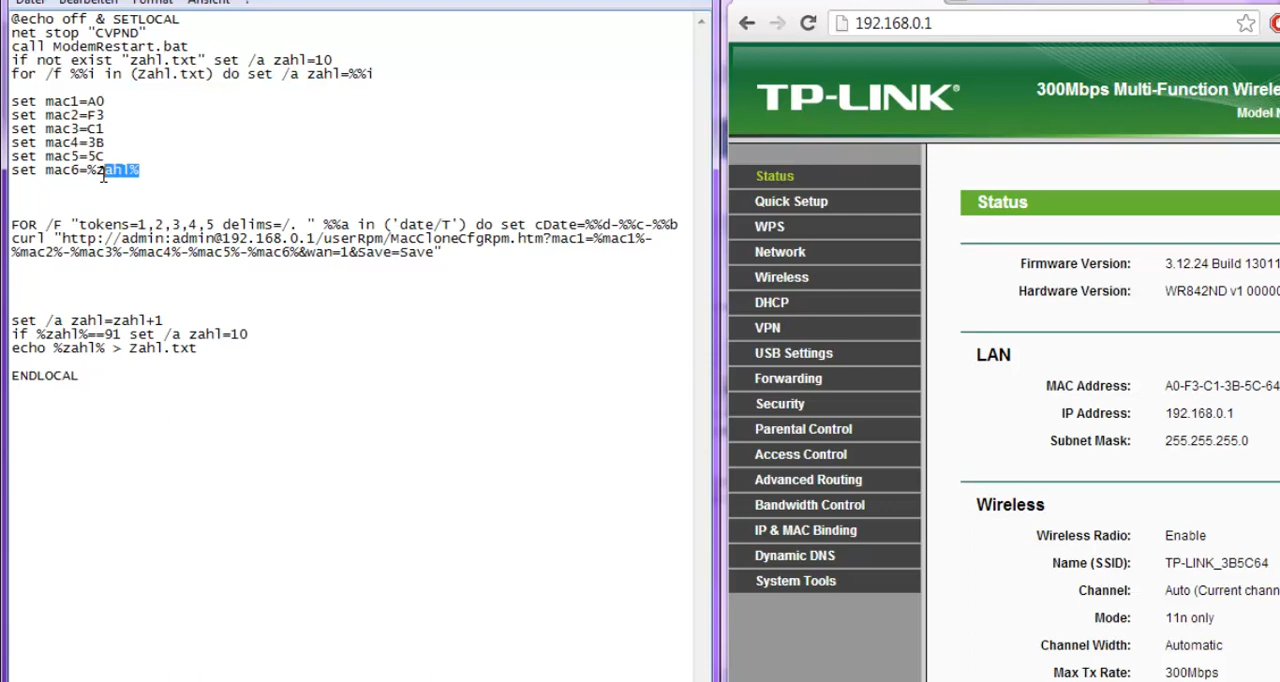 Datei Bearbeiten Format Ansicht ?
@echo off & SETLOCAL
net stop "CVPND"
call ModemRestart.bat
if not exist "zahl.txt" set /a zahl=10
for /f %%i in (Zahl.txt) do set /a zahl=%%i
set mac1=A0
set mac2=F3
set mac3=C1
set mac4=3B
set mac5=5C
set mac6=%zahl%
FOR /F "tokens=1,2,3,4,5 delims=/. " %%a in ('date/T') do set cDate=%%d-%%c-%%b
curl "http://admin:admin@192.168.0.1/userRpm/MacCloneCfgRpm.htm?mac1=%mac1%-
%mac2%-%mac3%-%mac4%-%mac5%-%mac6%&wan=1&Save=Save"
set /a zahl=zahl+1
if %zahl%==91 set /a zahl=10
echo %zahl% > Zahl.txt
ENDLOCAL
192.168.0.1
TP-LINK®
300Mbps Multi-Function Wirele
Model N
Status
Quick Setup
WPS
Network
Wireless
DHCP
VPN
USB Settings
Forwarding
Security
Parental Control
Access Control
Advanced Routing
Bandwidth Control
IP & MAC Binding
Dynamic DNS
System Tools
Status
Firmware Version: 3.12.24 Build 13011
Hardware Version: WR842ND v1 00000
LAN
MAC Address: A0-F3-C1-3B-5C-64
IP Address: 192.168.0.1
Subnet Mask: 255.255.255.0
Wireless
Wireless Radio: Enable
Name (SSID): TP-LINK_3B5C64
Channel: Auto (Current chann
Mode: 11n only
Channel Width: Automatic
Max Tx Rate: 300Mbps